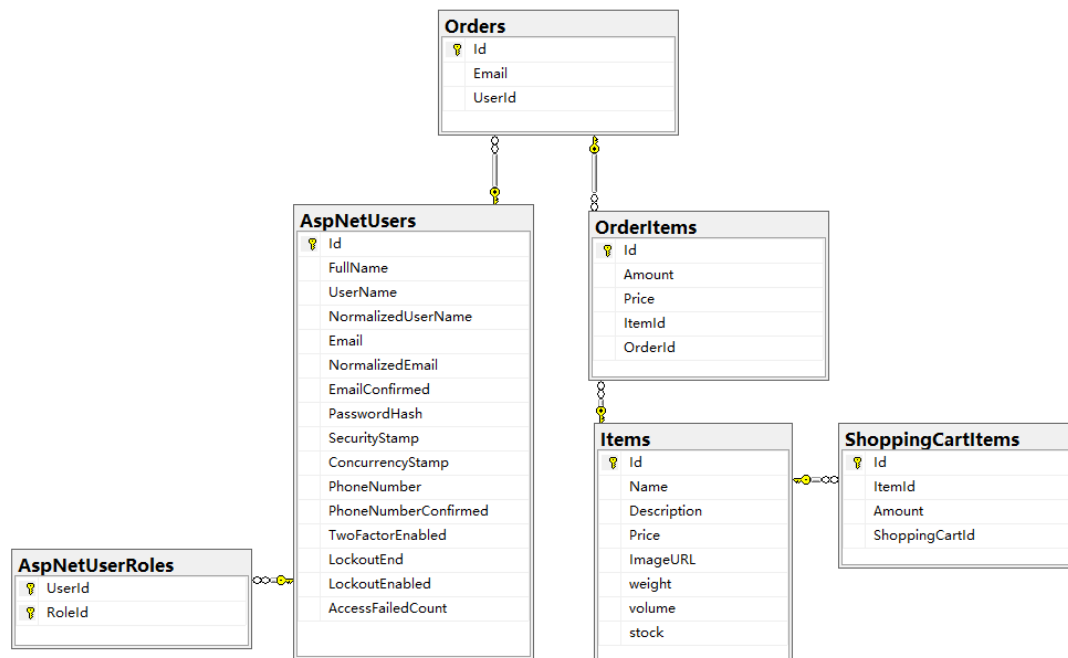 Orders
Id
Email
UserId
AspNetUsers
Id
FullName
UserName
NormalizedUserName
Email
NormalizedEmail
EmailConfirmed
PasswordHash
SecurityStamp
ConcurrencyStamp
PhoneNumber
PhoneNumberConfirmed
TwoFactorEnabled
LockoutEnd
LockoutEnabled
AccessFailedCount
OrderItems
Id
Amount
Price
ItemId
OrderId
Items
Id
Name
Description
Price
ImageURL
weight
volume
stock
ShoppingCartItems
Id
ItemId
Amount
ShoppingCartId
AspNetUserRoles
UserId
RoleId